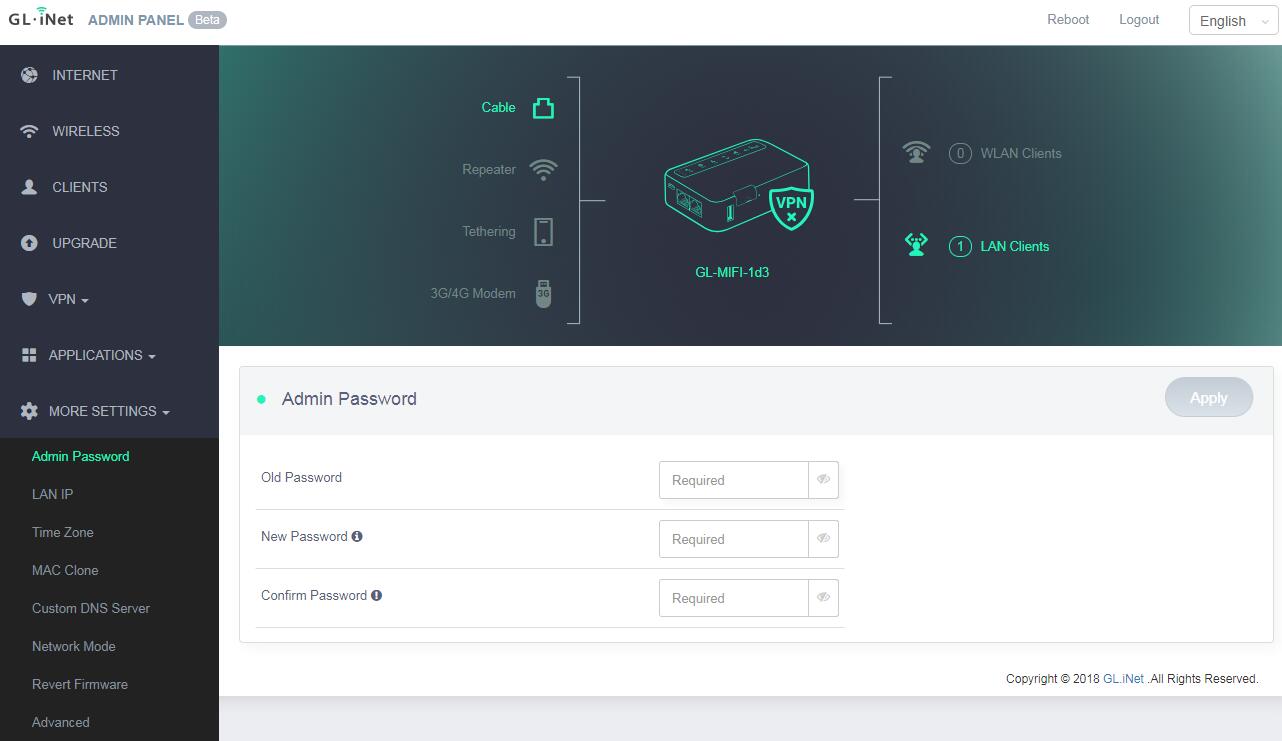 GL·iNet ADMIN PANEL Beta
Reboot
Logout
English
INTERNET
WIRELESS
CLIENTS
UPGRADE
VPN
APPLICATIONS
MORE SETTINGS
Admin Password
LAN IP
Time Zone
MAC Clone
Custom DNS Server
Network Mode
Revert Firmware
Advanced
Cable
Repeater
Tethering
3G/4G Modem
3G
VPN
GL-MIFI-1d3
0 WLAN Clients
1 LAN Clients
Admin Password
Apply
Old Password
Required
New Password
Required
Confirm Password
Required
Copyright © 2018 GL.iNet .All Rights Reserved.